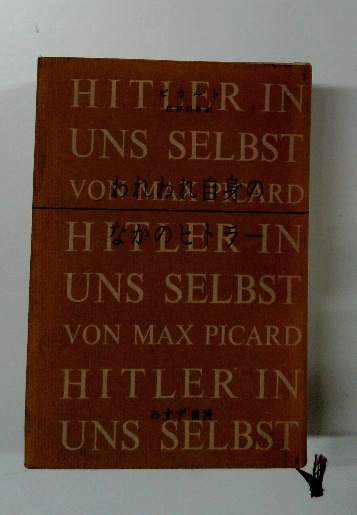 HITLER IN
ピカート
UNS SELBST
われわれ自身の
VON MAX PICARD
なかのヒトラー
HITLER IN
UNS SELBST
VON MAX PICARD
HITLER IN
みすず書房
UNS SELBST